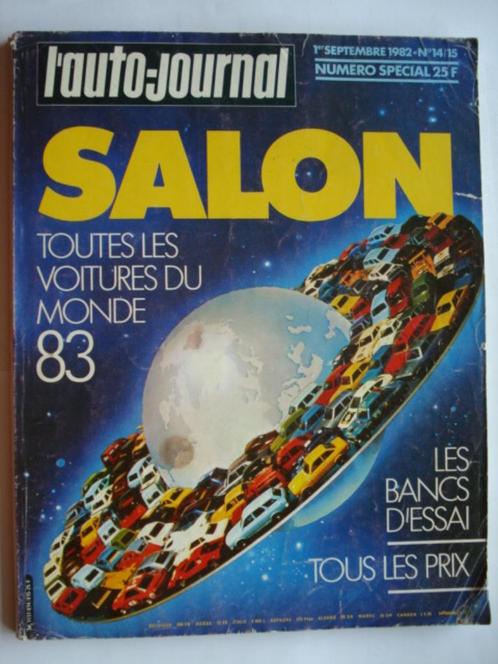 l'auto-journal
1er SEPTEMBRE 1982 • N°14/15
NUMERO SPECIAL 25 F
SALON
TOUTES LES
VOITURES DU
MONDE
83
LES
BANCS
D'ESSAI
TOUS LES PRIX